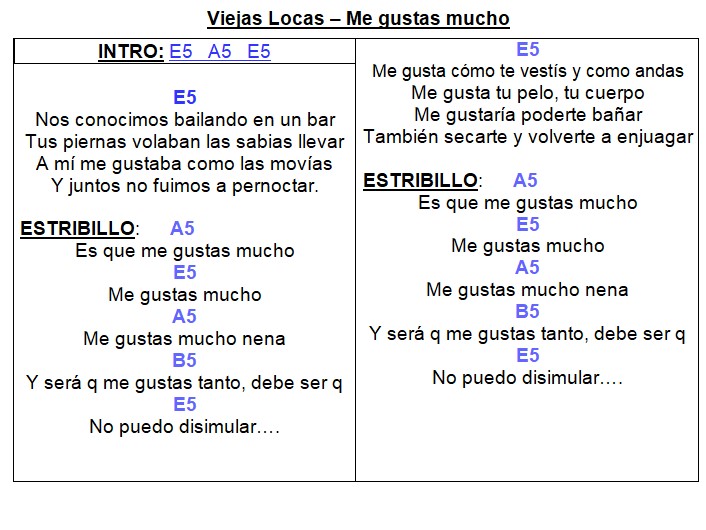 Viejas Locas – Me gustas mucho
INTRO: E5 A5 E5
E5
Nos conocimos bailando en un bar
Tus piernas volaban las sabias llevar
A mí me gustaba como las movías
Y juntos no fuimos a pernoctar.
ESTRIBILLO: A5
Es que me gustas mucho
E5
Me gustas mucho
A5
Me gustas mucho nena
B5
Y será q me gustas tanto, debe ser q
E5
No puedo disimular….
E5
Me gusta cómo te vestís y como andas
Me gusta tu pelo, tu cuerpo
Me gustaría poderte bañar
También secarte y volverte a enjuagar
ESTRIBILLO: A5
Es que me gustas mucho
E5
Me gustas mucho
A5
Me gustas mucho nena
B5
Y será q me gustas tanto, debe ser q
E5
No puedo disimular….